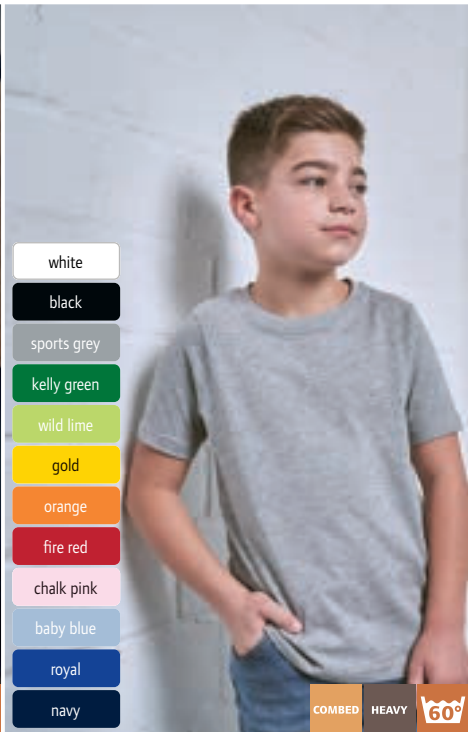 white
black
sports grey
kelly green
wild lime
gold
orange
fire red
chalk pink
baby blue
royal
navy
COMBED HEAVY 60°